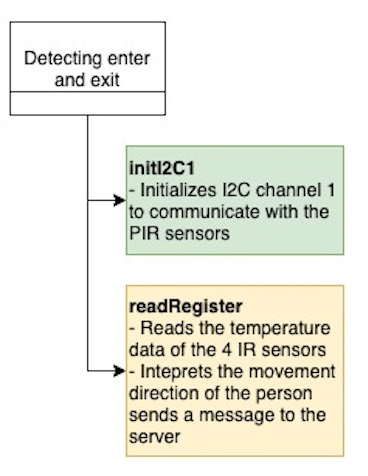 Detecting enter
and exit
initI2C1
- Initializes I2C channel 1
to communicate with the
PIR sensors
readRegister
- Reads the temperature
data of the 4 IR sensors
- Inteprets the movement
direction of the person
sends a message to the
server